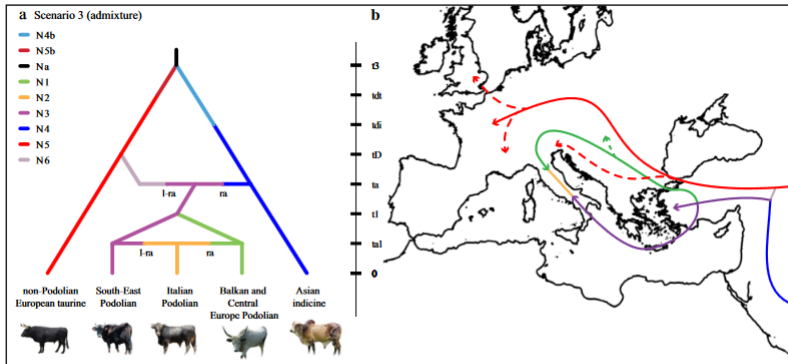 a Scenario 3 (admixture)
N4b
N5b
Na
N1
N2
N3
N4
N5
N6
l-ra
ra
l-ra
ra
t3
tdt
tdi
tD
ta
tl
tal
0
non-Podolian
European taurine
South-East
Podolian
Italian
Podolian
Balkan and
Central
Europe Podolian
Asian
indicine
b